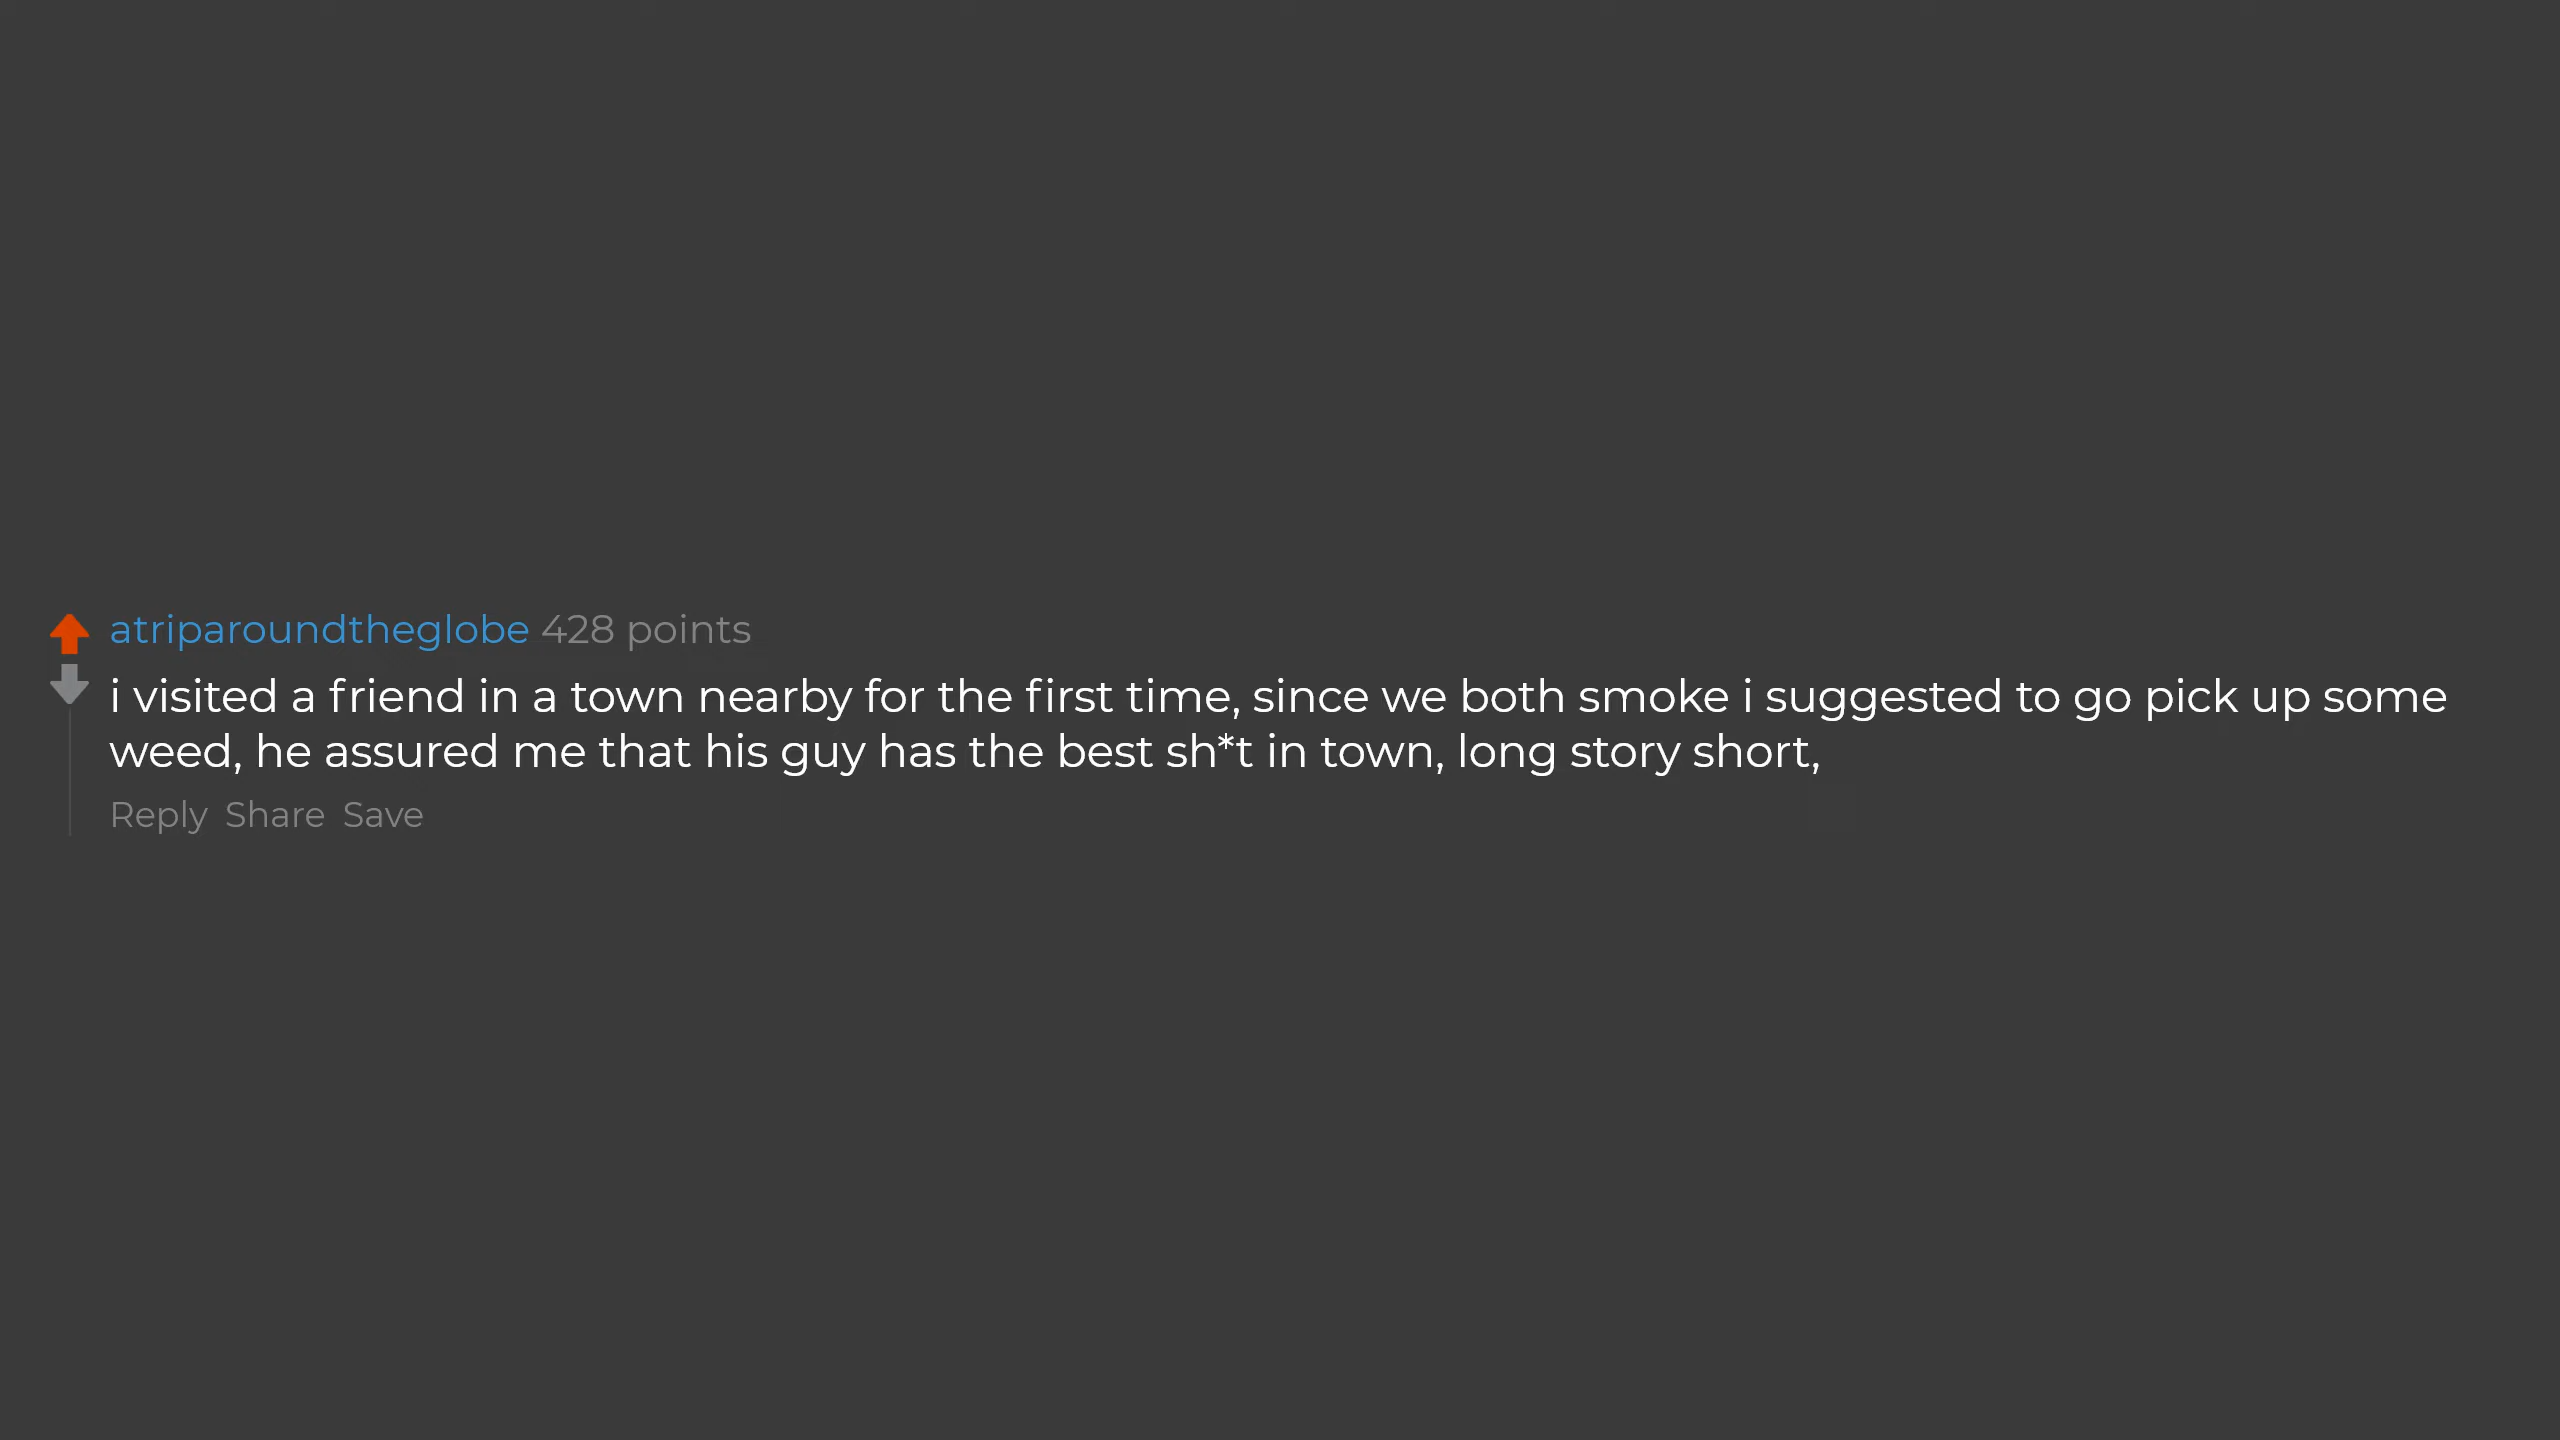 atriparoundtheglobe 428 points
i visited a friend in a town nearby for the first time, since we both smoke i suggested to go pick up some
weed, he assured me that his guy has the best sh*t in town, long story short,
Reply Share Save